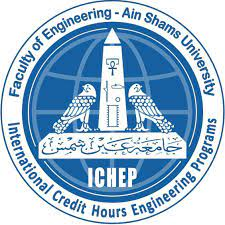 Faculty of Engineering - Ain Shams University
جامعة عين شمس
ICHEP
International Credit Hours Engineering Programs